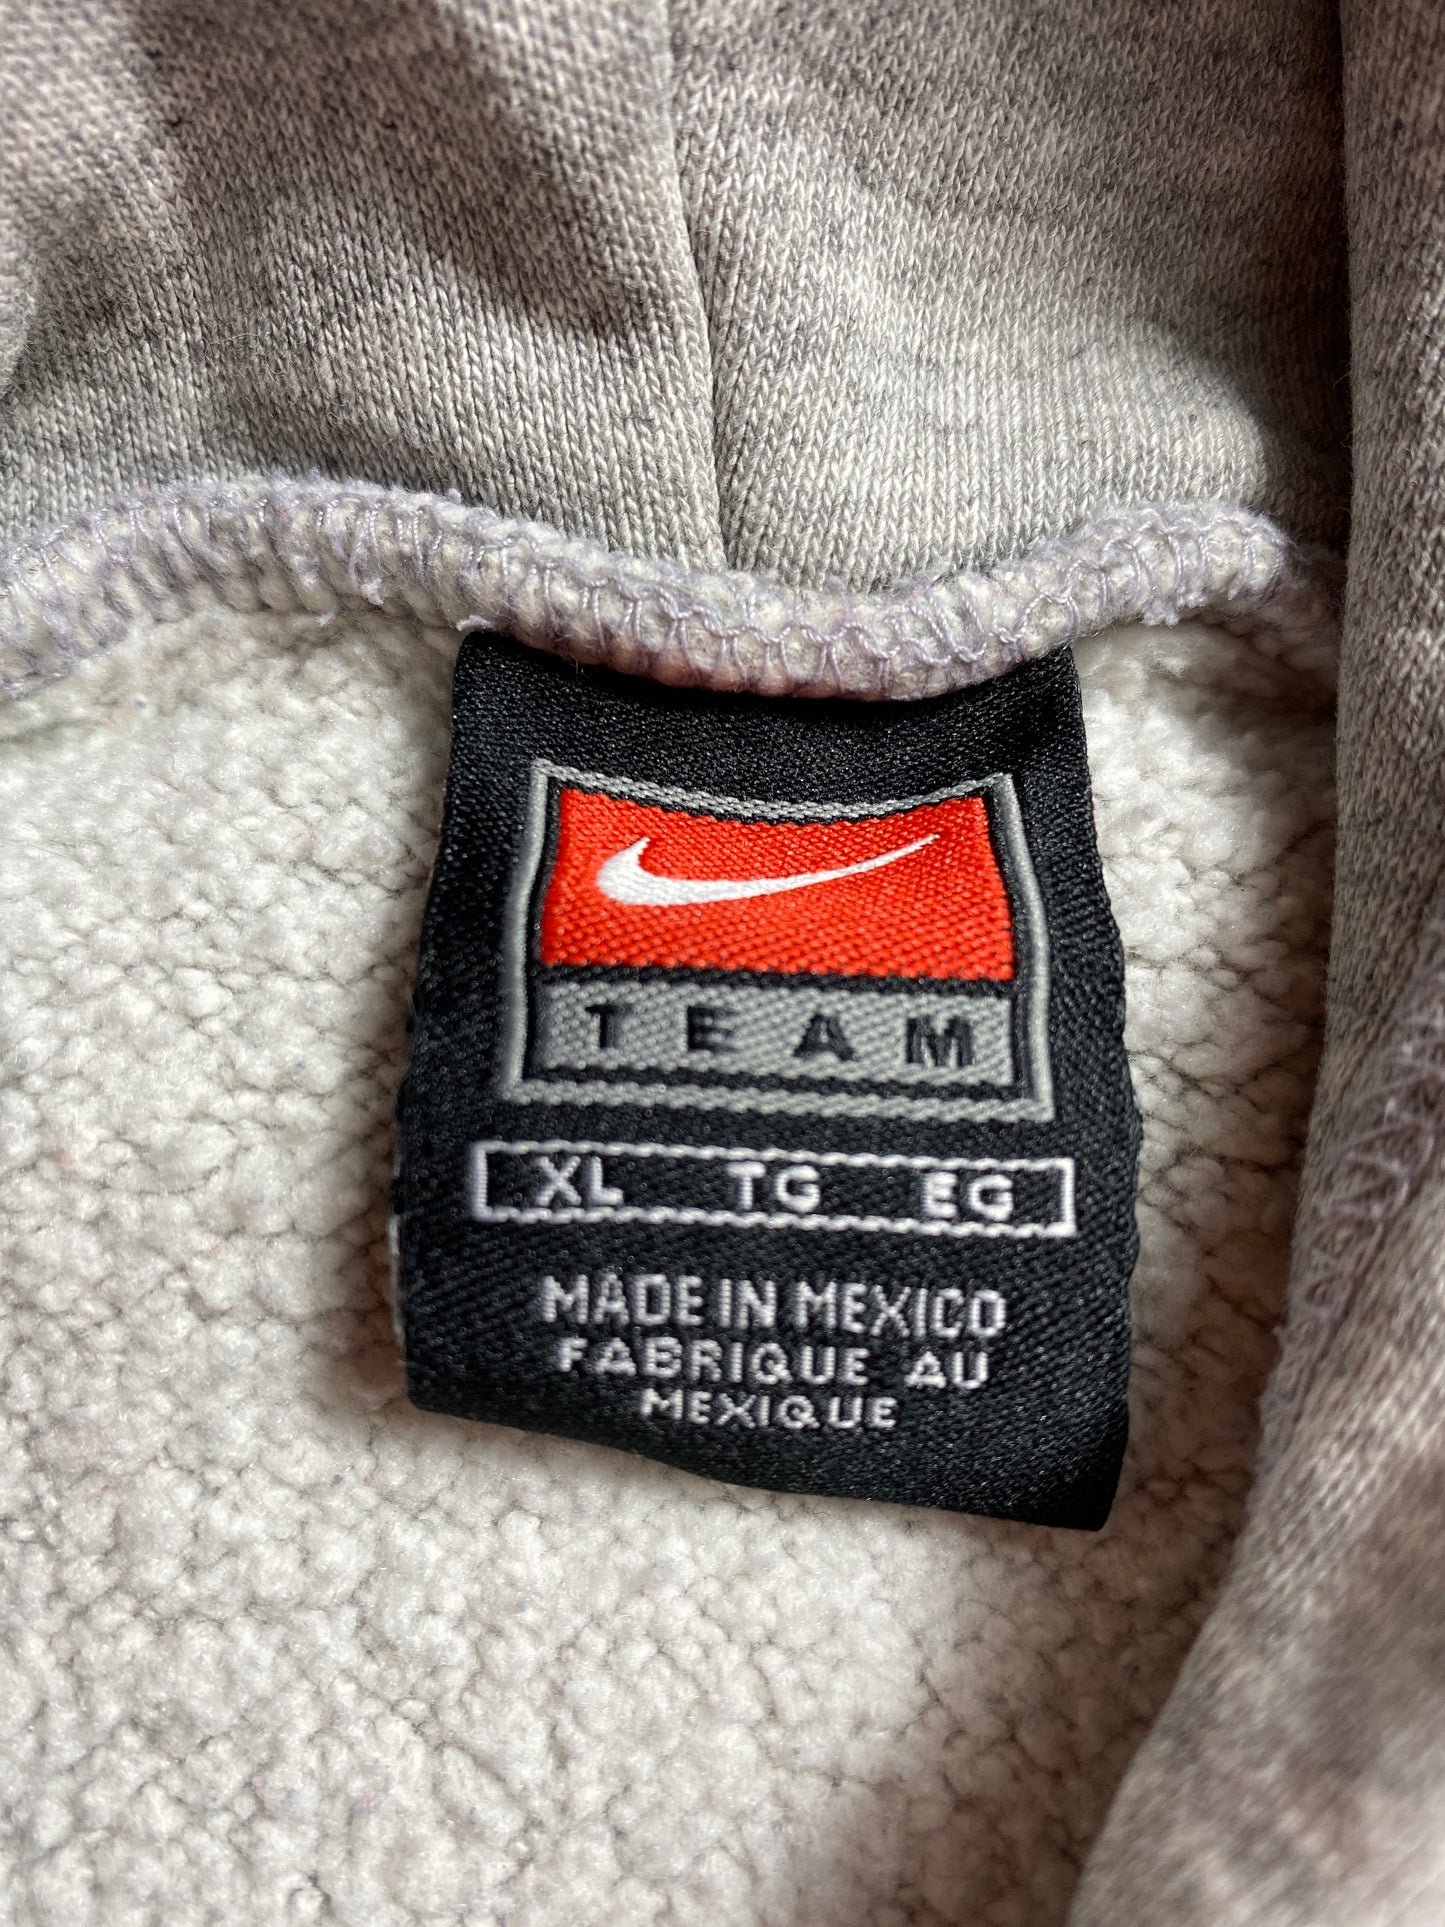 TEAM
XL TG EG
MADE IN MEXICO
FABRIQUE AU
MEXIQUE